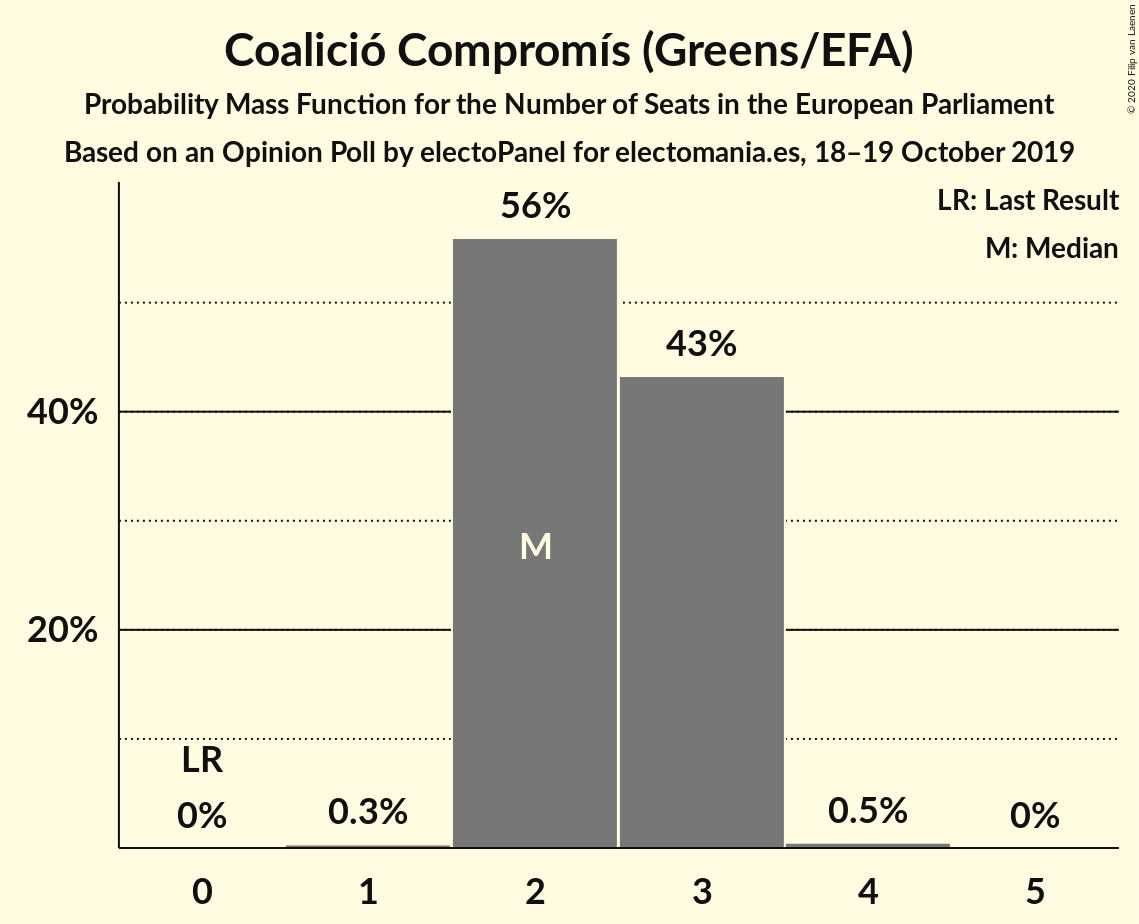 Coalició Compromís (Greens/EFA)
Probability Mass Function for the Number of Seats in the European Parliament
Based on an Opinion Poll by electoPanel for electomania.es, 18–19 October 2019
© 2020 Filip van Laenen
LR: Last Result
M: Median
56%
43%
40%
M
20%
LR
0%
0.3%
0.5%
0%
0
1
2
3
4
5